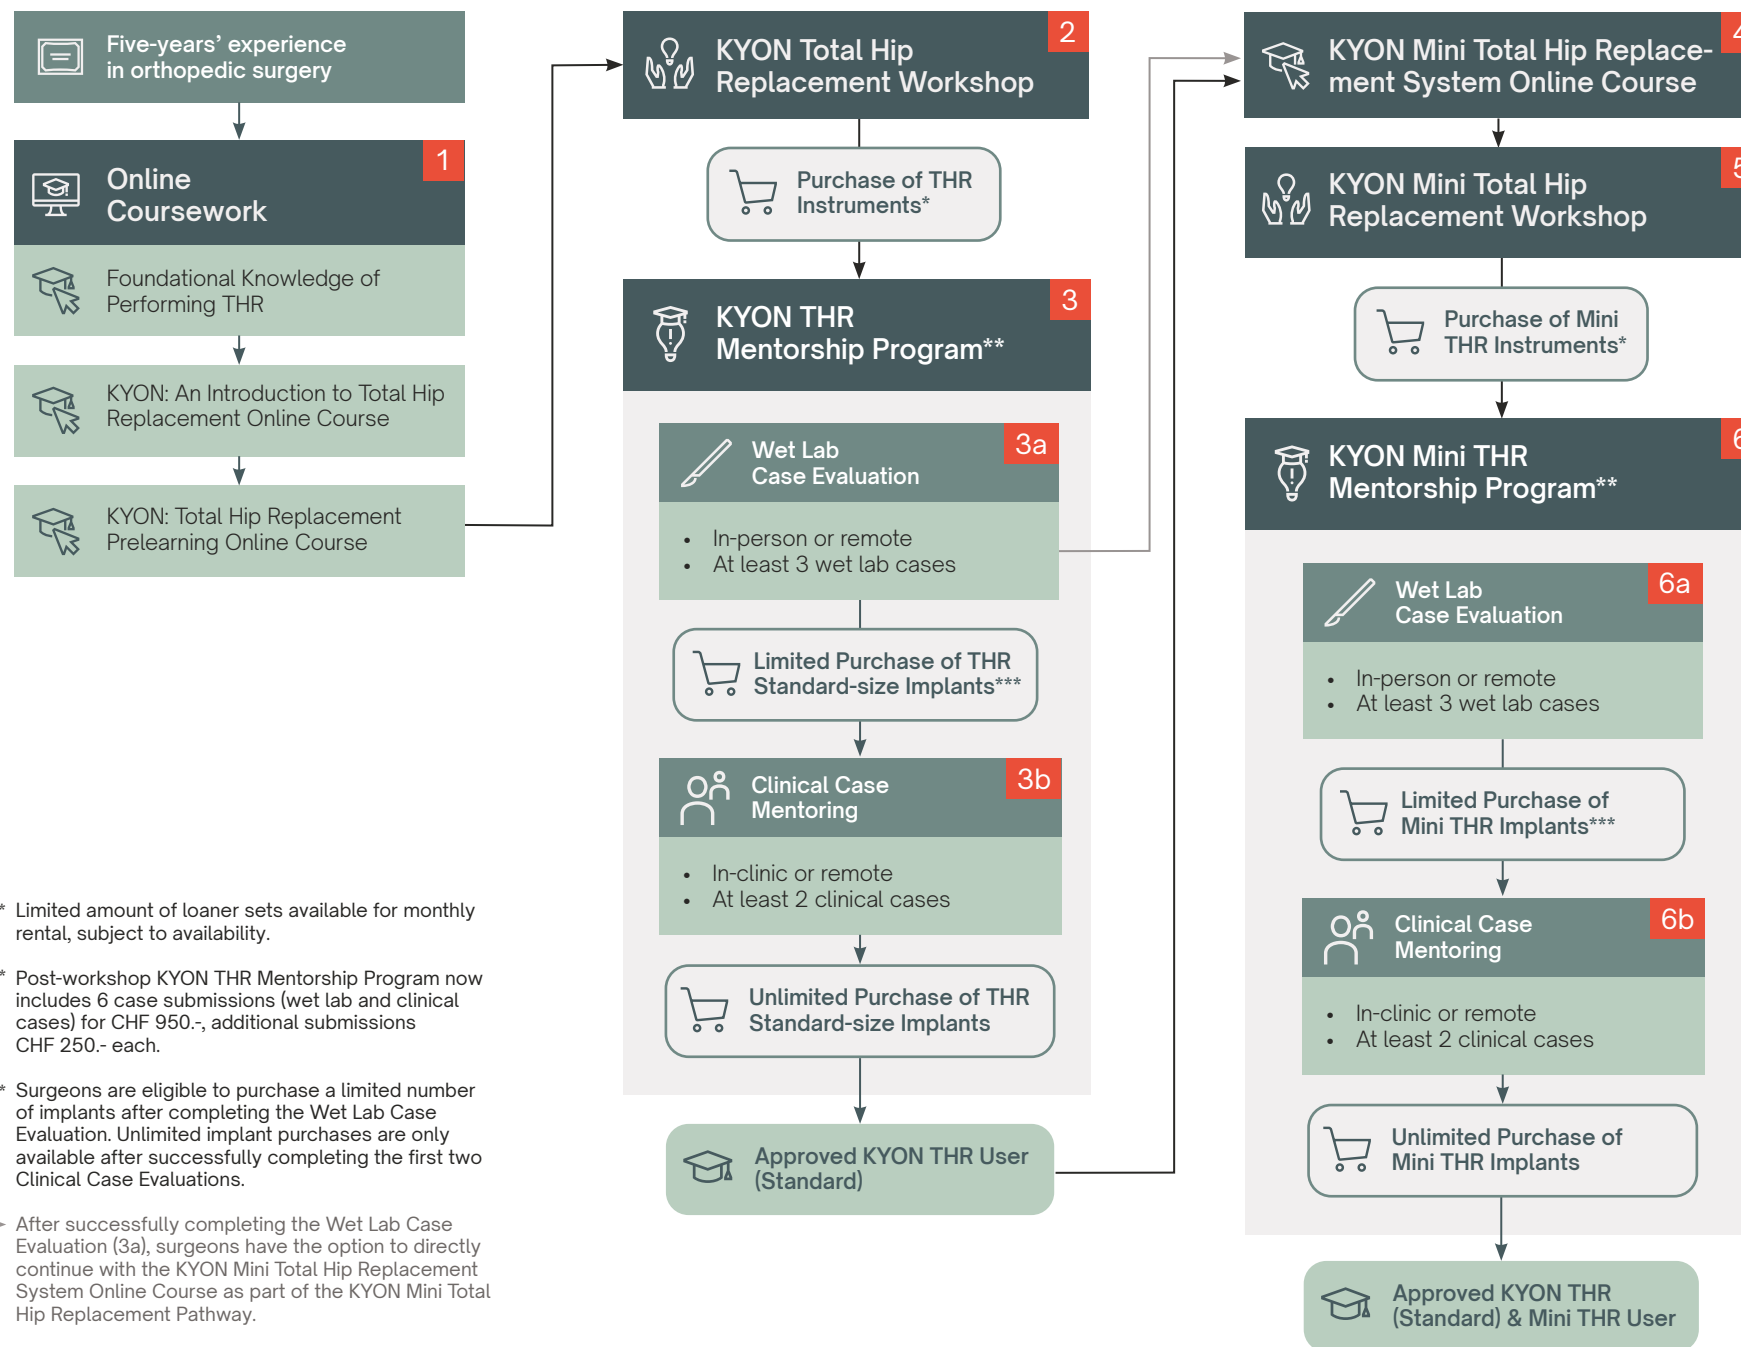 Five-years’ experience
in orthopedic surgery
1
Online
Coursework
Foundational Knowledge of
Performing THR
KYON: An Introduction to Total Hip
Replacement Online Course
KYON: Total Hip Replacement
Prelearning Online Course
* Limited amount of loaner sets available for monthly
rental, subject to availability.
* Post-workshop KYON THR Mentorship Program now
includes 6 case submissions (wet lab and clinical
cases) for CHF 950.-, additional submissions
CHF 250.- each.
* Surgeons are eligible to purchase a limited number
of implants after completing the Wet Lab Case
Evaluation. Unlimited implant purchases are only
available after successfully completing the first two
Clinical Case Evaluations.
After successfully completing the Wet Lab Case
Evaluation (3a), surgeons have the option to directly
continue with the KYON Mini Total Hip Replacement
System Online Course as part of the KYON Mini Total
Hip Replacement Pathway.
2
KYON Total Hip
Replacement Workshop
Purchase of THR
Instruments*
3
KYON THR
Mentorship Program**
3a
Wet Lab
Case Evaluation
• In-person or remote
• At least 3 wet lab cases
Limited Purchase of THR
Standard-size Implants***
3b
Clinical Case
Mentoring
• In-clinic or remote
• At least 2 clinical cases
Unlimited Purchase of THR
Standard-size Implants
Approved KYON THR User
(Standard)
4
KYON Mini Total Hip Replace-
ment System Online Course
5
KYON Mini Total Hip
Replacement Workshop
Purchase of Mini
THR Instruments*
6
KYON Mini THR
Mentorship Program**
6a
Wet Lab
Case Evaluation
• In-person or remote
• At least 3 wet lab cases
Limited Purchase of
Mini THR Implants***
6b
Clinical Case
Mentoring
• In-clinic or remote
• At least 2 clinical cases
Unlimited Purchase of
Mini THR Implants
Approved KYON THR
(Standard) & Mini THR User